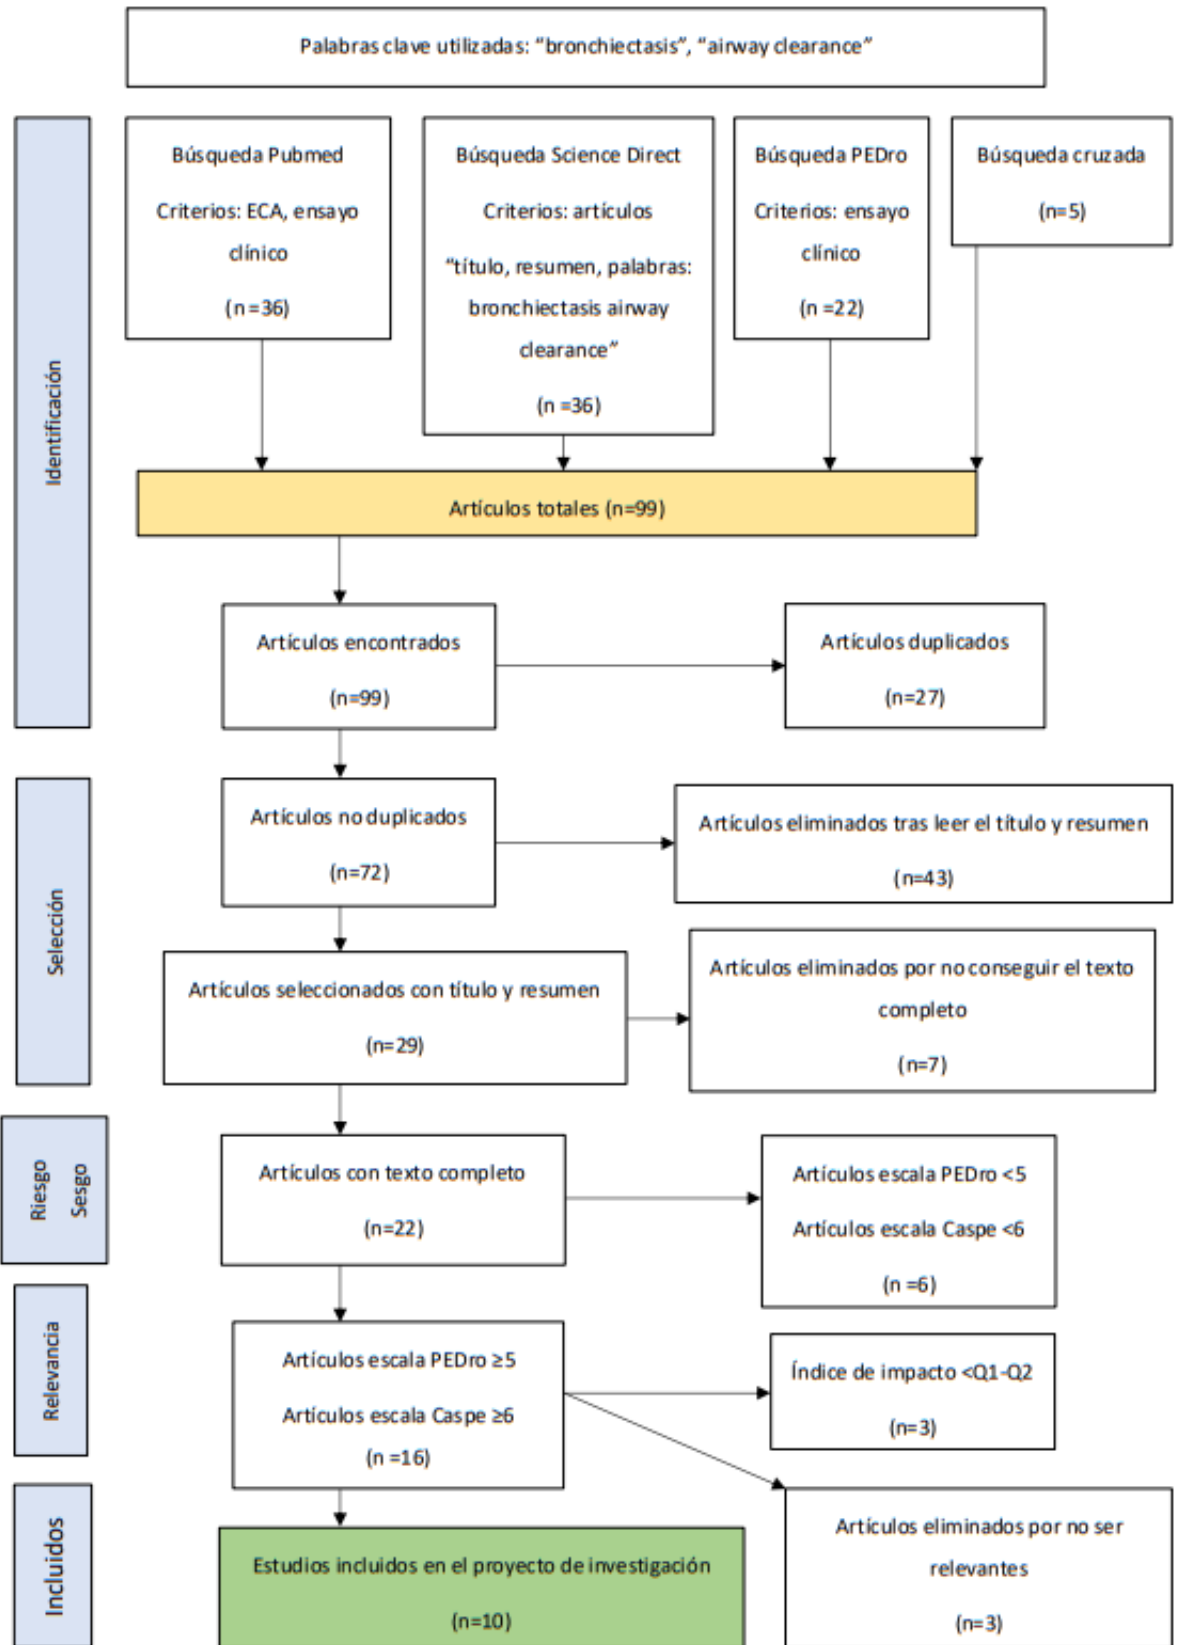 Palabras clave utilizadas: “bronchiectasis”, “airway clearance”
Identificación
Búsqueda Pubmed
Criterios: ECA, ensayo
clínico
(n =36)
Búsqueda Science Direct
Criterios: artículos
“título, resumen, palabras:
bronchiectasis airway
clearance”
(n =36)
Búsqueda PEDro
Criterios: ensayo
clínico
(n =22)
Búsqueda cruzada
(n=5)
Artículos totales (n=99)
Artículos encontrados
(n=99)
Artículos duplicados
(n=27)
Selección
Artículos no duplicados
(n=72)
Artículos eliminados tras leer el título y resumen
(n=43)
Artículos seleccionados con título y resumen
(n=29)
Artículos eliminados por no conseguir el texto
completo
(n=7)
Riesgo
Sesgo
Artículos con texto completo
(n=22)
Artículos escala PEDro <5
Artículos escala Caspe <6
(n =6)
Relevancia
Artículos escala PEDro ≥5
Artículos escala Caspe ≥6
(n =16)
Índice de impacto <Q1-Q2
(n=3)
Incluidos
Estudios incluidos en el proyecto de investigación
(n=10)
Artículos eliminados por no ser
relevantes
(n=3)